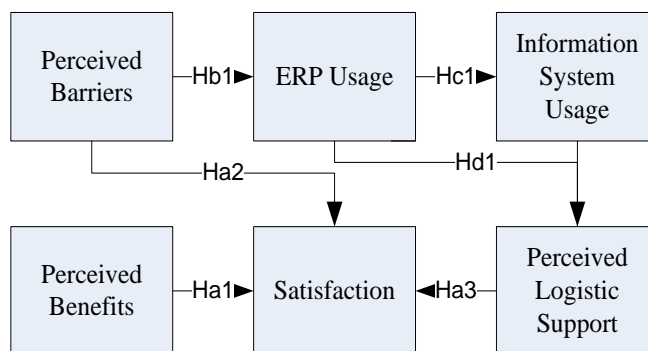 Perceived
Barriers
Hb1
ERP Usage
Hc1
Information
System
Usage
Ha2
Hd1
Perceived
Benefits
Ha1
Satisfaction
Ha3
Perceived
Logistic
Support